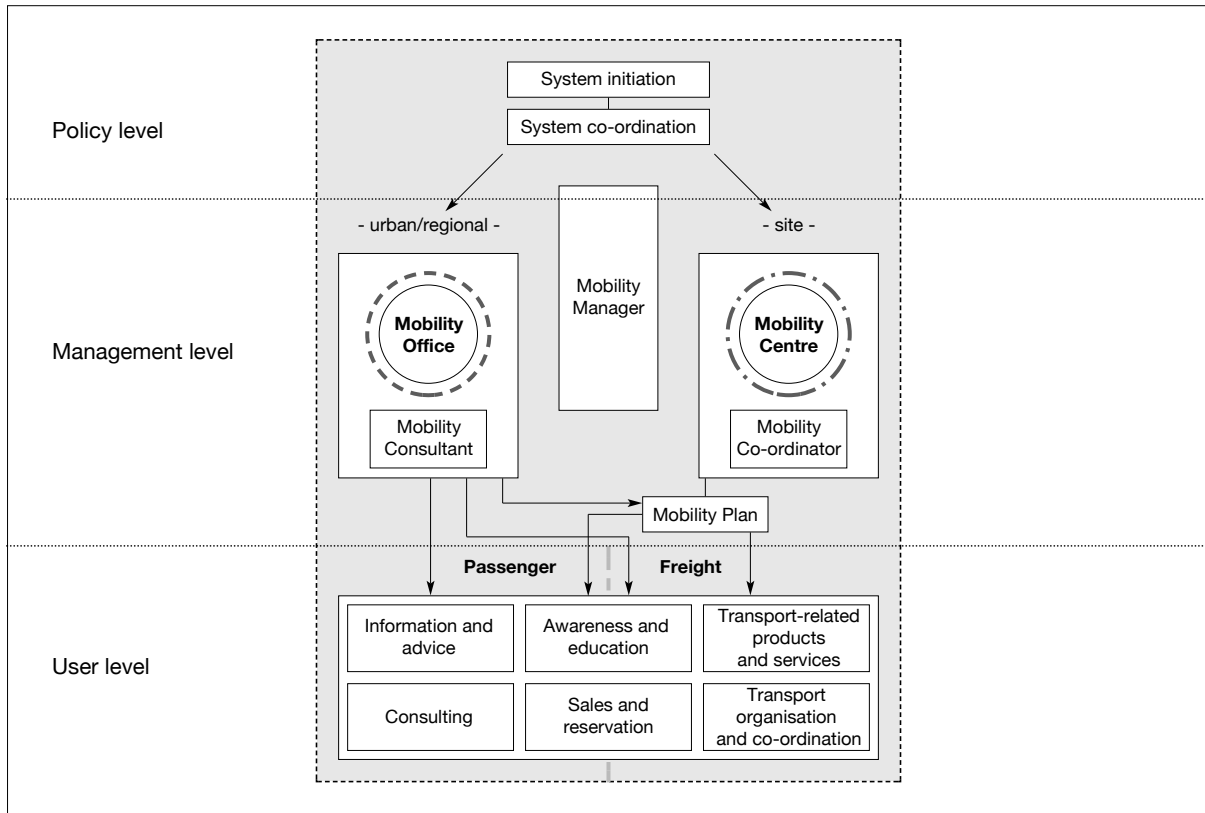 System initiation
System co-ordination
Policy level
- urban/regional -
- site -
Mobility
Manager
Mobility
Office
Mobility
Centre
Management level
Mobility
Consultant
Mobility
Co-ordinator
Mobility Plan
Passenger
Freight
Information and
advice
Awareness and
education
Transport-related
products
and services
User level
Consulting
Sales and
reservation
Transport
organisation
and co-ordination